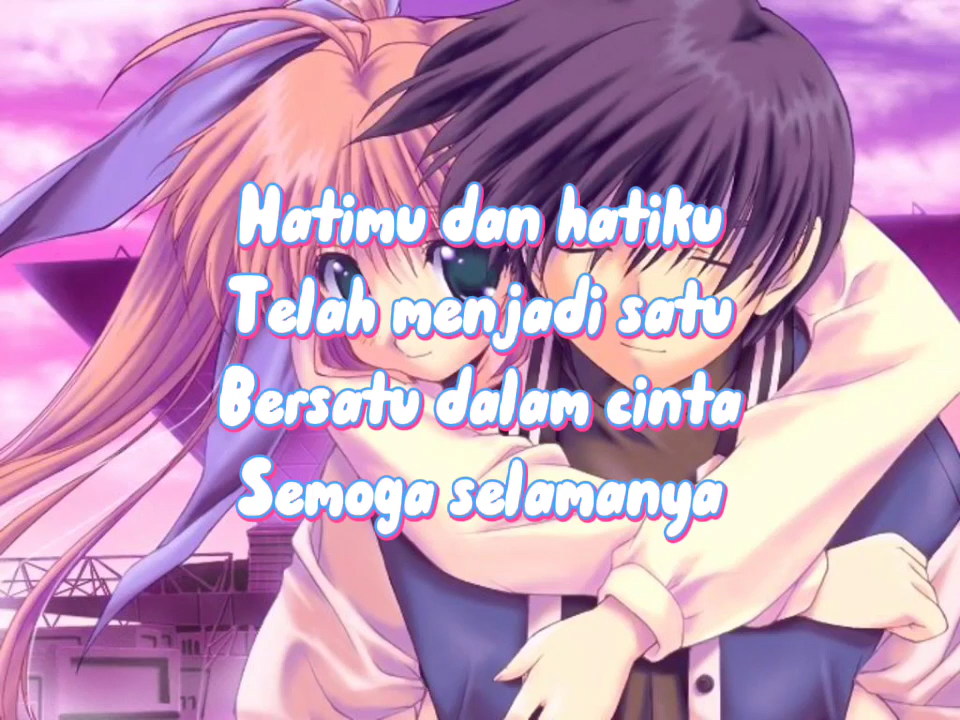 Hatimu dan hatiku
Telah menjadi satu
Bersatu dalam cinta
Semoga selamanya